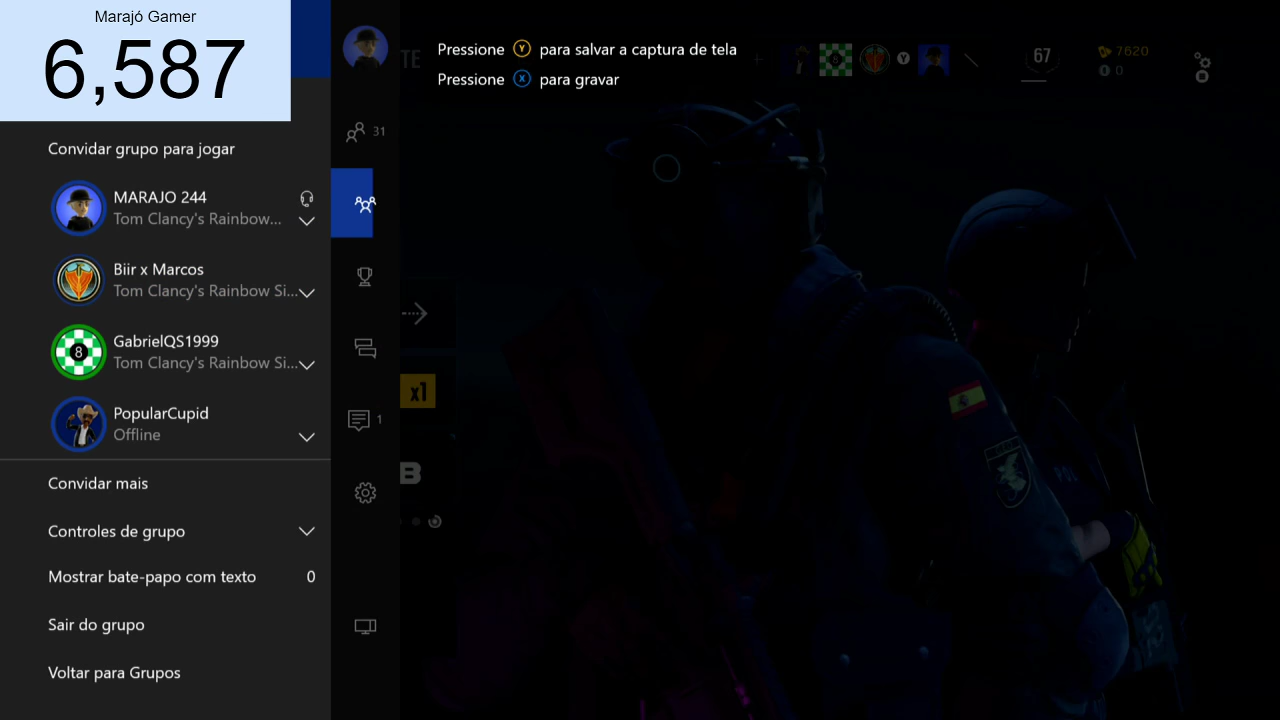 Marajó Gamer
6,587
Convidar grupo para jogar
MARAJO 244
Tom Clancy's Rainbow...
Biir x Marcos
Tom Clancy's Rainbow Si...
GabrielQS1999
8
Tom Clancy's Rainbow Si...
PopularCupid
Offline
Convidar mais
Controles de grupo
Mostrar bate-papo com texto 0
Sair do grupo
Voltar para Grupos
31
1
Pressione Y para salvar a captura de tela
Pressione X para gravar
TE
Y
67
7620
0
x1
B